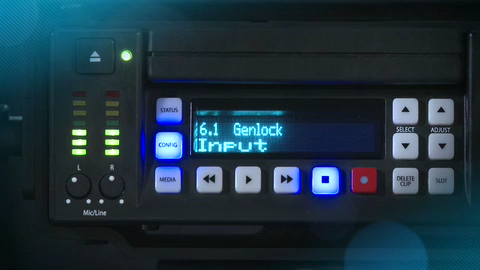 STATUS
6.1 Genlock
Input
CONFIG
SELECT
ADJUST
MEDIA
DELETE
CLIP
SLOT
L
R
Mic/Line